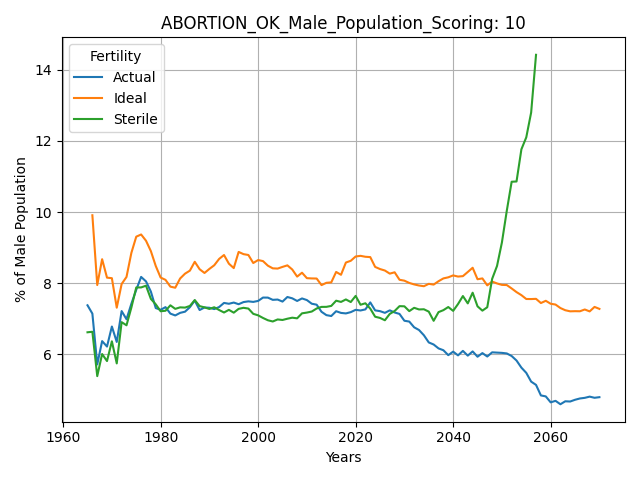 ABORTION_OK_Male_Population_Scoring: 10
Fertility
Actual
Ideal
Sterile
% of Male Population
14
12
10
8
6
1960 1980 2000 2020 2040 2060
Years